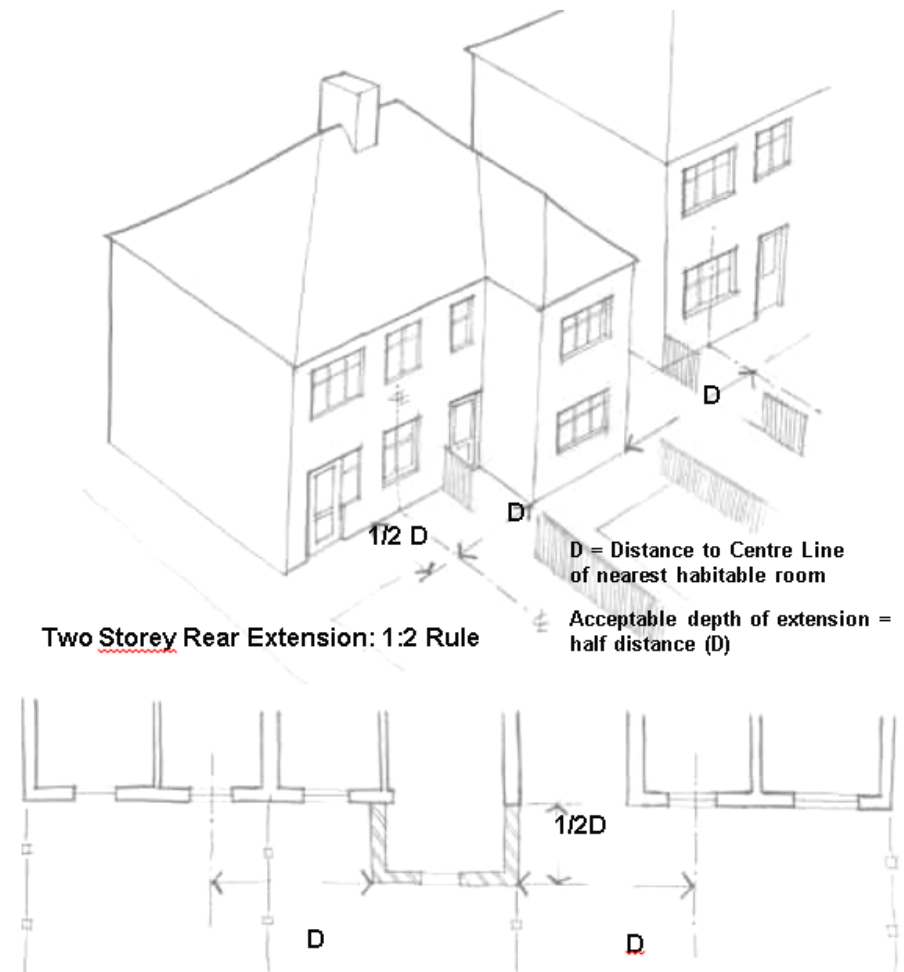 D
D
1/2 D
D = Distance to Centre Line
of nearest habitable room
Acceptable depth of extension =
half distance (D)
Two Storey Rear Extension: 1:2 Rule
1/2D
D
D